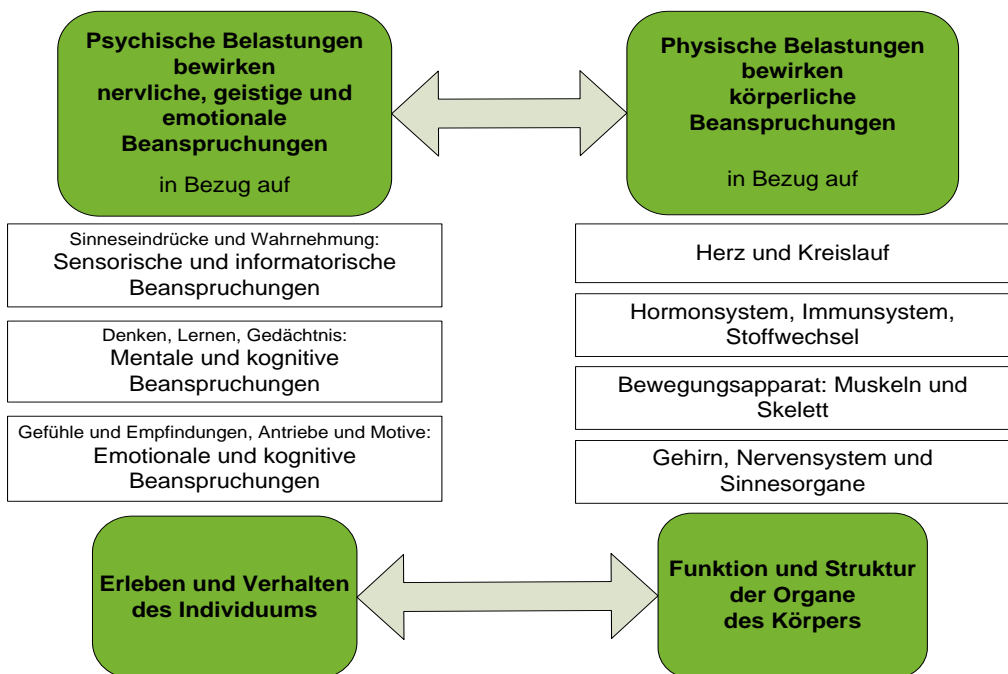 Psychische Belastungen
bewirken
nervliche, geistige und
emotionale
Beanspruchungen
in Bezug auf
Physische Belastungen
bewirken
körperliche
Beanspruchungen
in Bezug auf
Sinneseindrücke und Wahrnehmung:
Sensorische und informatorische
Beanspruchungen
Denken, Lernen, Gedächtnis:
Mentale und kognitive
Beanspruchungen
Gefühle und Empfindungen, Antriebe und Motive:
Emotionale und kognitive
Beanspruchungen
Herz und Kreislauf
Hormonsystem, Immunsystem,
Stoffwechsel
Bewegungsapparat: Muskeln und
Skelett
Gehirn, Nervensystem und
Sinnesorgane
Erleben und Verhalten
des Individuums
Funktion und Struktur
der Organe
des Körpers